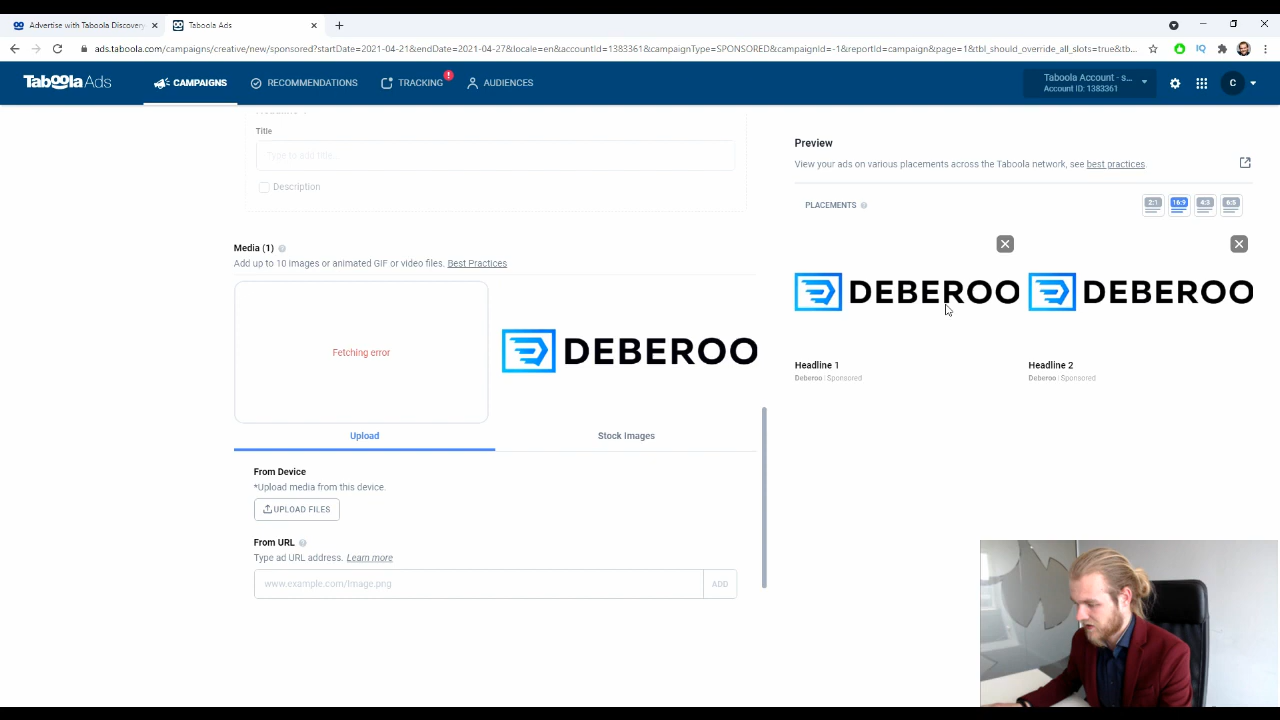 Advertise with Taboola Discovery
Taboola Ads
ads.taboola.com/campaigns/creative/new/sponsored?startDate=2021-04-21&endDate=2021-04-27&locale=en&accountId=1383361&campaignType=SPONSORED&campaignId=-1&reportId=campaign&page=1&tbl_should_override_all_slots=true&tb...
IQ
Taboola Ads
CAMPAIGNS
RECOMMENDATIONS
TRACKING
!
AUDIENCES
Taboola Account - s...
Account ID: 1383361
C
Title
Type to add title...
Description
Media (1)
Add up to 10 images or animated GIF or video files. Best Practices
Fetching error
DEBEROO
Upload
Stock Images
From Device
*Upload media from this device.
UPLOAD FILES
From URL
Type ad URL address. Learn more
www.example.com/image.png
ADD
Preview
View your ads on various placements across the Taboola network, see best practices.
PLACEMENTS
2:1
16:9
4:3
6:5
DEBEROO
DEBEROO
Headline 1
Deberoo | Sponsored
Headline 2
Deberoo | Sponsored